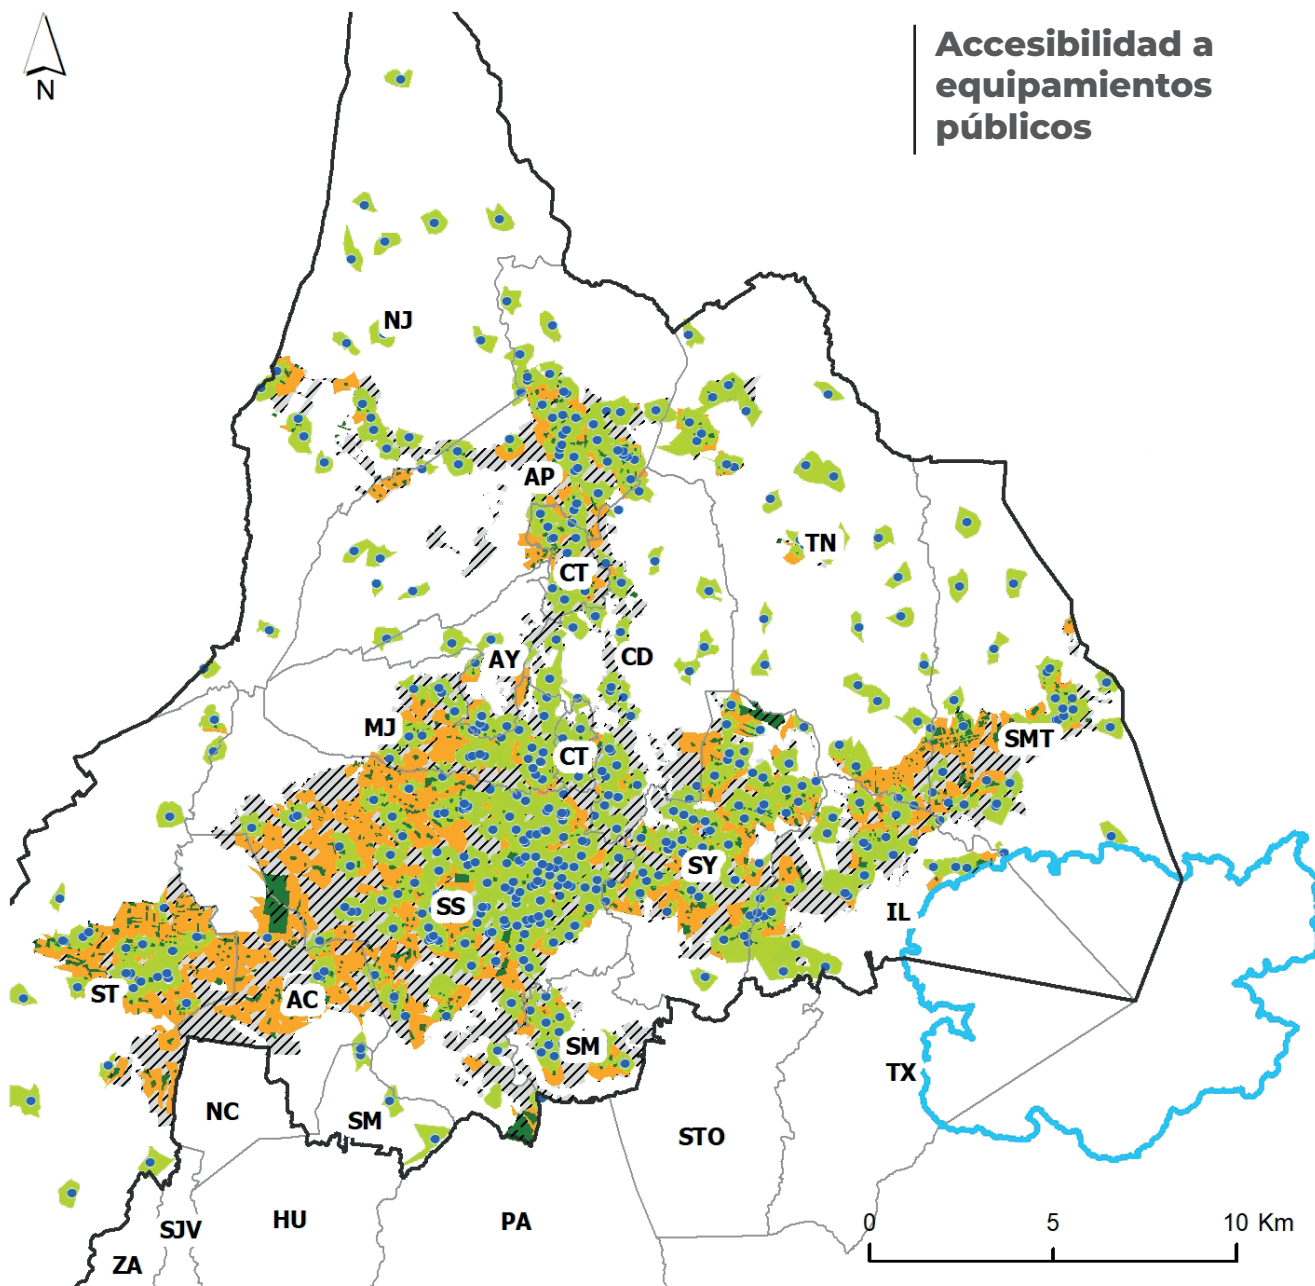 Accesibilidad a
equipamientos
públicos
N
NJ
AP
TN
CT
AY
CD
MJ
SMT
CT
SY
SS
IL
ST
AC
SM
TX
NC
SM
STO
HU
PA
SJV
ZA
0 5 10 Km